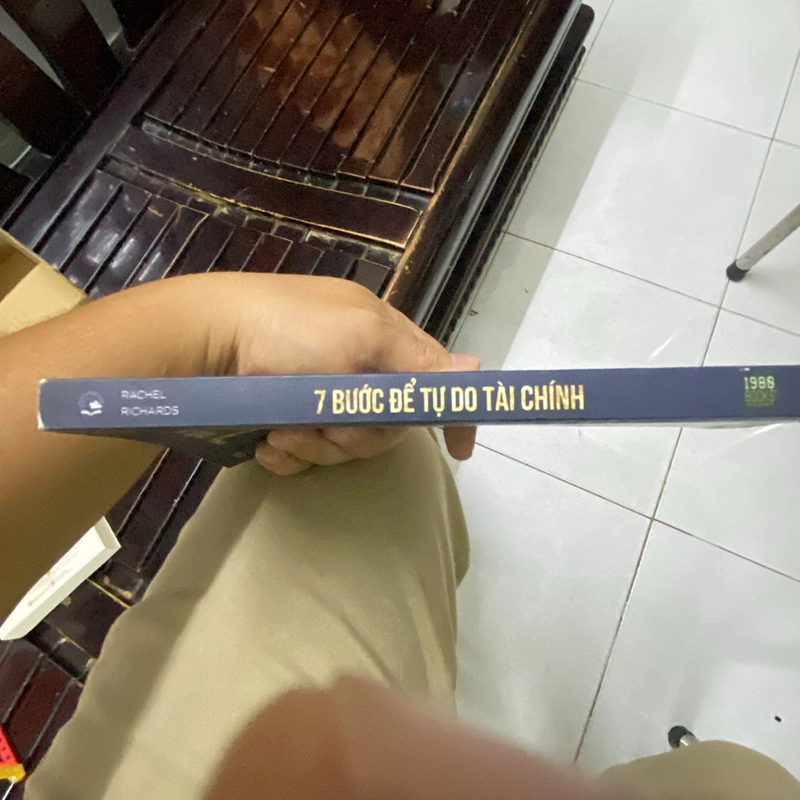 RACHEL
RICHARDS
7 BƯỚC ĐỂ TỰ DO TÀI CHÍNH
1980
BOOKS